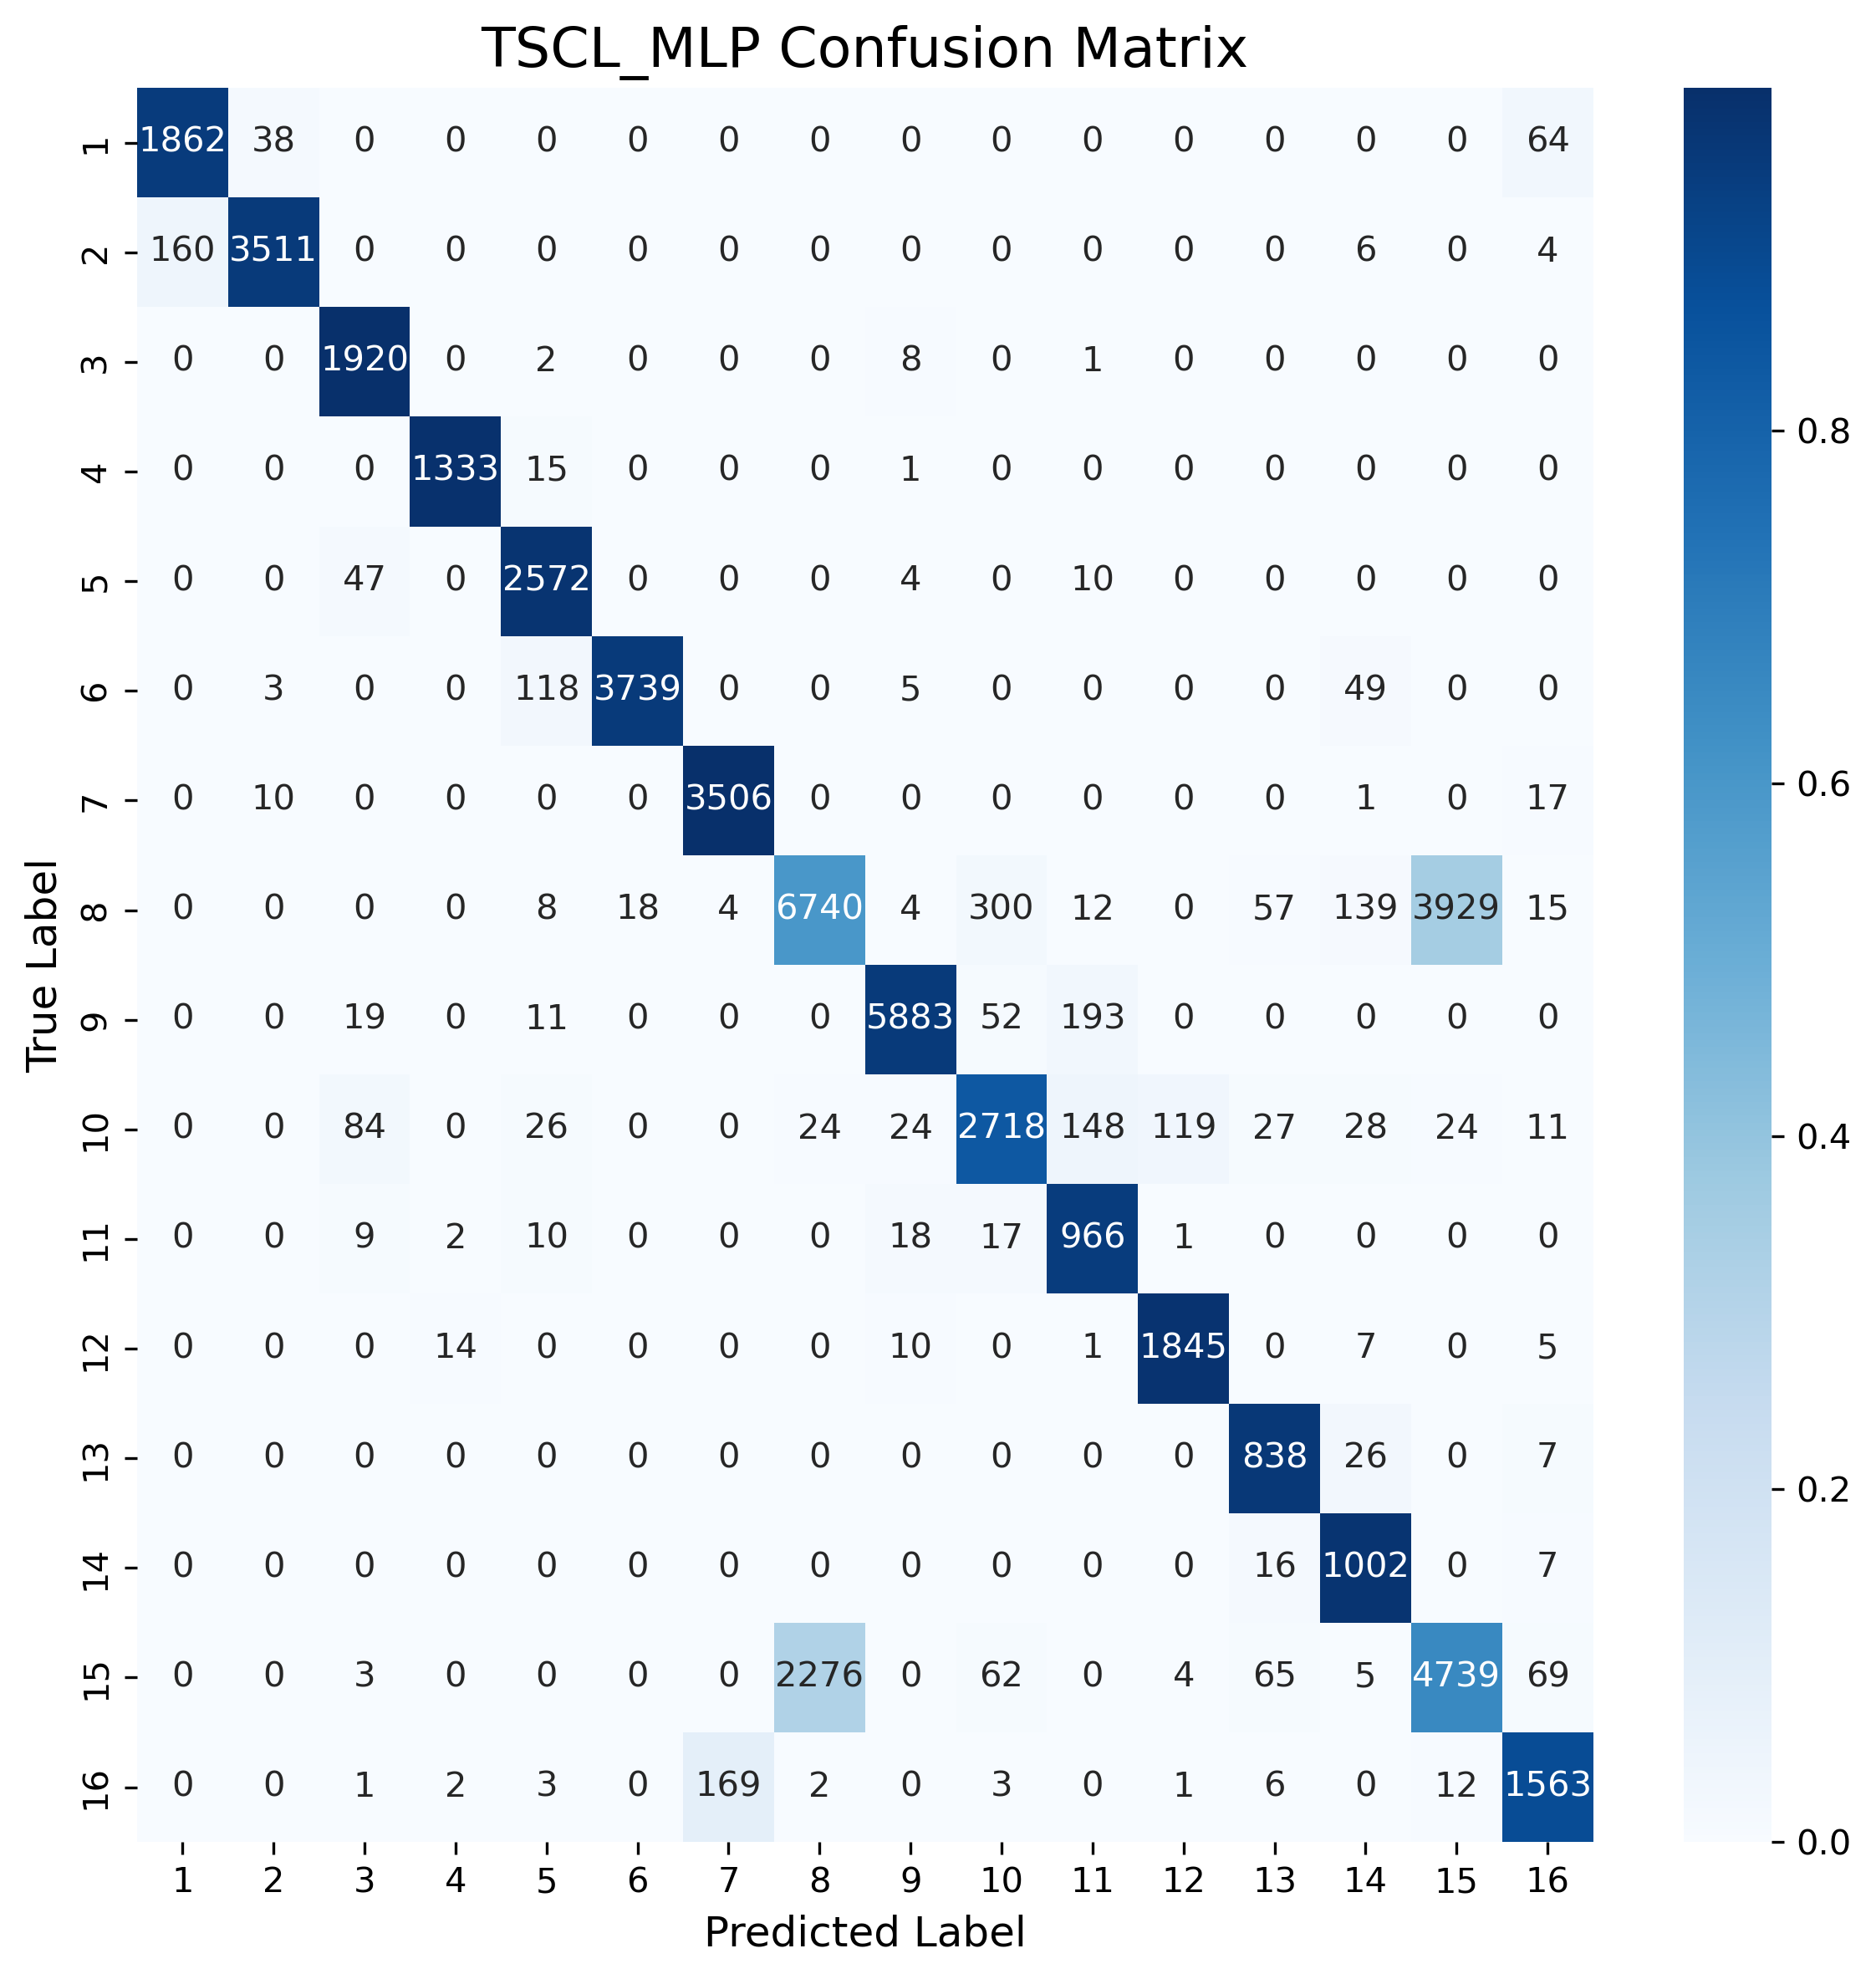 TSCL_MLP Confusion Matrix
1 1862 38 0 0 0 0 0 0 0 0 0 0 0 0 0 64
2 160 3511 0 0 0 0 0 0 0 0 0 0 0 6 0 4
3 0 0 1920 0 2 0 0 0 8 0 1 0 0 0 0 0
4 0 0 0 1333 15 0 0 0 1 0 0 0 0 0 0 0
5 0 0 47 0 2572 0 0 0 4 0 10 0 0 0 0 0
6 0 3 0 0 118 3739 0 0 5 0 0 0 0 49 0 0
7 0 10 0 0 0 0 3506 0 0 0 0 0 0 1 0 17
8 0 0 0 0 8 18 4 6740 4 300 12 0 57 139 3929 15
9 0 0 19 0 11 0 0 0 5883 52 193 0 0 0 0 0
10 0 0 84 0 26 0 0 24 24 2718 148 119 27 28 24 11
11 0 0 9 2 10 0 0 0 18 17 966 1 0 0 0 0
12 0 0 0 14 0 0 0 0 10 0 1 1845 0 7 0 5
13 0 0 0 0 0 0 0 0 0 0 0 0 838 26 0 7
14 0 0 0 0 0 0 0 0 0 0 0 0 16 1002 0 7
15 0 0 3 0 0 0 0 2276 0 62 0 4 65 5 4739 69
16 0 0 1 2 3 0 169 2 0 3 0 1 6 0 12 1563
1 2 3 4 5 6 7 8 9 10 11 12 13 14 15 16
Predicted Label
True Label
0.8
0.6
0.4
0.2
0.0